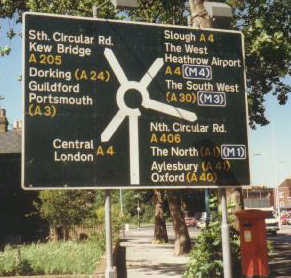 Sth. Circular Rd.
Kew Bridge
A 205
Dorking (A 24)
Guildford
Portsmouth
(A 3)
Slough A 4
The West
Heathrow Airport
A 4 (M 4)
The South West
(A 30) (M 3)
Central
London A 4
Nth. Circular Rd.
A 406
The North (A 1) (M 1)
Aylesbury (A 41)
Oxford (A 40)